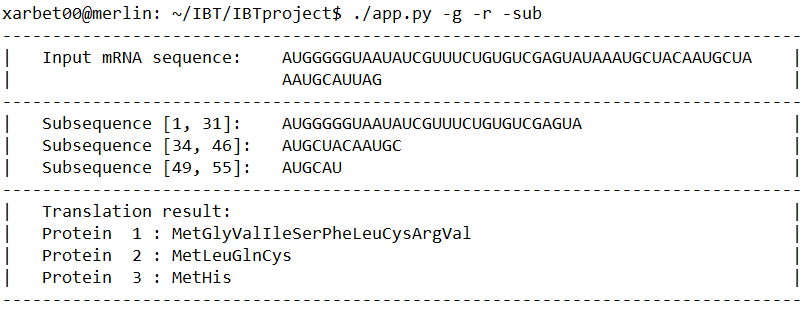 xarbet00@merlin: ~/IBT/IBTproject$ ./app.py -g -r -sub
--------------------------------------------------------------------------------
|   Input mRNA sequence:    AUGGGGGUAAUAUCGUUUCUGUGUCGAGUAUAAAUGCUACAAUGCUA    |
|                           AAUGCAUUAG                                         |
--------------------------------------------------------------------------------
|   Subsequence [1, 31]:    AUGGGGGUAAUAUCGUUUCUGUGUCGAGUA                     |
|   Subsequence [34, 46]:   AUGCUACAAUGC                                       |
|   Subsequence [49, 55]:   AUGCAU                                             |
--------------------------------------------------------------------------------
|   Translation result:                                                        |
|   Protein  1 : MetGlyValIleSerPheLeuCysArgVal                                |
|   Protein  2 : MetLeuGlnCys                                                  |
|   Protein  3 : MetHis                                                        |
--------------------------------------------------------------------------------